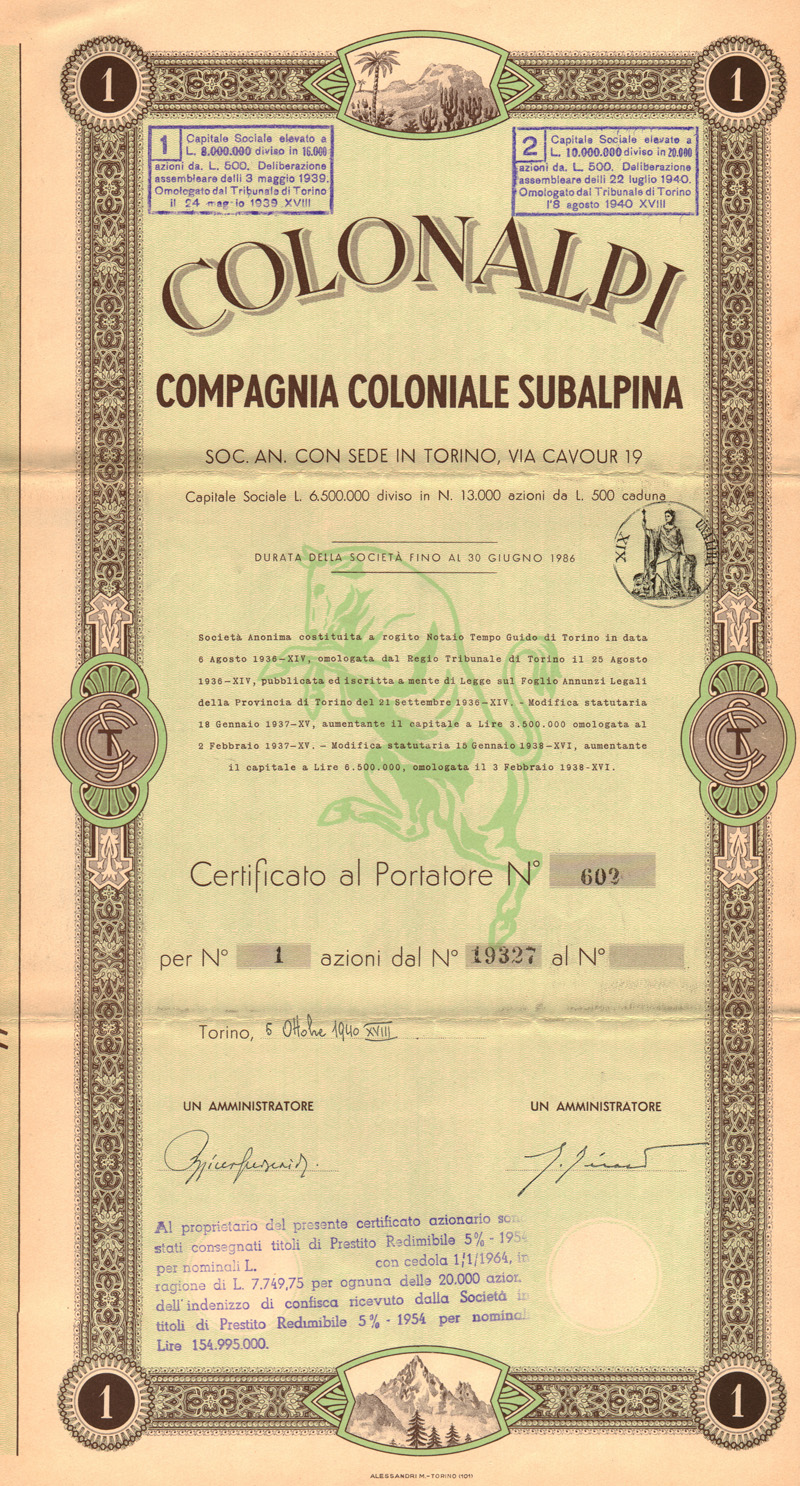 1
1
1 Capitale Sociale elevato a
L. 8.000.000 diviso in 16.000
azioni da L. 500. Deliberazione
assembleare delli 3 maggio 1939.
Omologato dal Tribunale di Torino
il 24 maggio 1939 XVIII
2 Capitale Sociale elevato a
L. 10.000.000 diviso in 20.000
azioni da L. 500. Deliberazione
assembleare delli 22 luglio 1940.
Omologato dal Tribunale di Torino
l'8 agosto 1940 XVIII
COLONALPI
COMPAGNIA COLONIALE SUBALPINA
SOC. AN. CON SEDE IN TORINO, VIA CAVOUR 19
Capitale Sociale L. 6.500.000 diviso in N. 13.000 azioni da L. 500 caduna
XIX
DURATA DELLA SOCIETÀ FINO AL 30 GIUGNO 1986
Società Anonima costituita a rogito Notaio Tempo Guido di Torino in data
6 Agosto 1936-XIV, omologata dal Regio Tribunale di Torino il 25 Agosto
1936-XIV, pubblicata ed iscritta a mente di Legge sul Foglio Annunzi Legali
della Provincia di Torino del 21 Settembre 1936-XIV. - Modifica statutaria
18 Gennaio 1937-XV, aumentante il capitale a Lire 3.500.000 omologata al
2 Febbraio 1937-XV. - Modifica statutaria 15 Gennaio 1938-XVI, aumentante
il capitale a Lire 6.500.000, omologata il 3 Febbraio 1938-XVI.
Certificato al Portatore N° 602
per N° 1 azioni dal N° 19327 al N°
Torino, 5 Ottobre 1940 XVIII
UN AMMINISTRATORE
UN AMMINISTRATORE
Al proprietario del presente certificato azionario son
stati consegnati titoli di Prestito Redimibile 5% - 1954
per nominali L. con cedola 1/1/1964, in
ragione di L. 7.749,75 per ognuna delle 20.000 azior.
dell'indenizzo di confisca ricevuto dalla Società in
titoli di Prestito Redimibile 5% - 1954 per nominali
Lire 154.995.000.
1
1
ALESSANDRI M. - TORINO (1011)